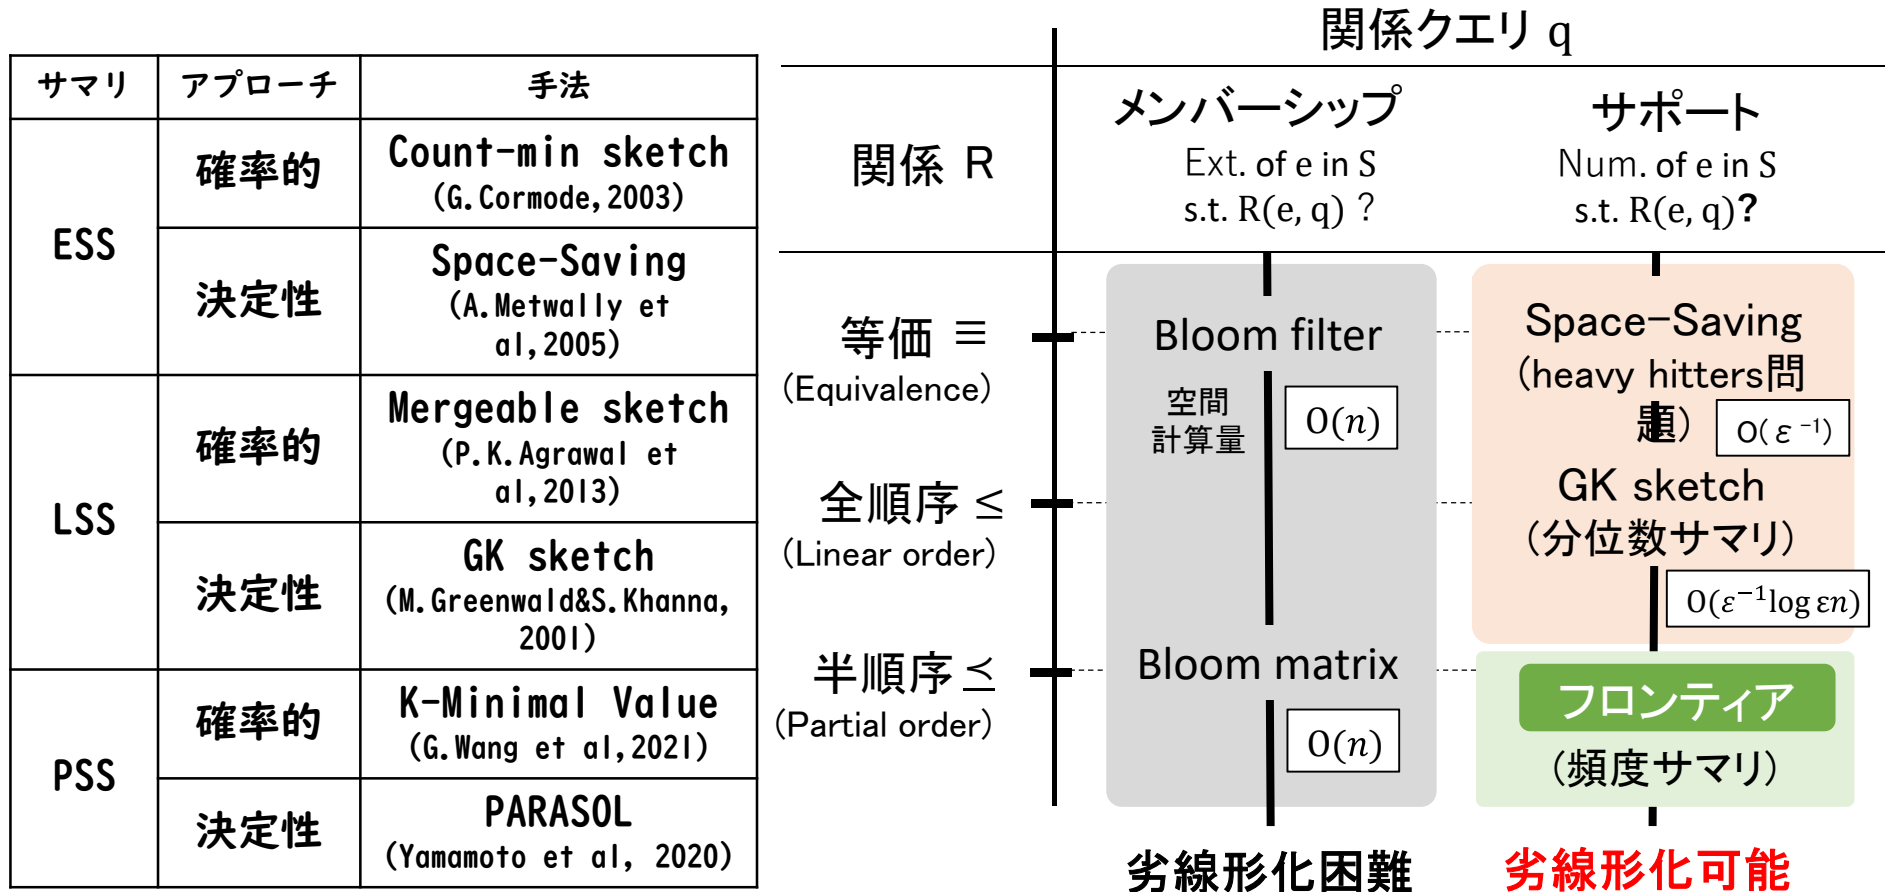 サマリ アプローチ 手法
ESS
確率的
Count-min sketch
(G.Cormode,2003)
決定性
Space-Saving
(A.Metwally et
al,2005)
LSS
確率的
Mergeable sketch
(P.K.Agrawal et
al,2013)
決定性
GK sketch
(M.Greenwald&S.Khanna,
2001)
PSS
確率的
K-Minimal Value
(G.Wang et al,2021)
決定性
PARASOL
(Yamamoto et al, 2020)
関係クエリ q
関係 R
メンバーシップ
Ext. of e in S
s.t. R(e, q) ?
サポート
Num. of e in S
s.t. R(e, q)?
等価 ≡
(Equivalence)
Bloom filter
空間
計算量
O(n)
Space-Saving
(heavy hitters問
題)
O(ε⁻¹)
全順序 ≤
(Linear order)
GK sketch
(分位数サマリ)
O(ε⁻¹log εn)
半順序 ⪯
(Partial order)
Bloom matrix
O(n)
フロンティア
(頻度サマリ)
劣線形化困難
劣線形化可能